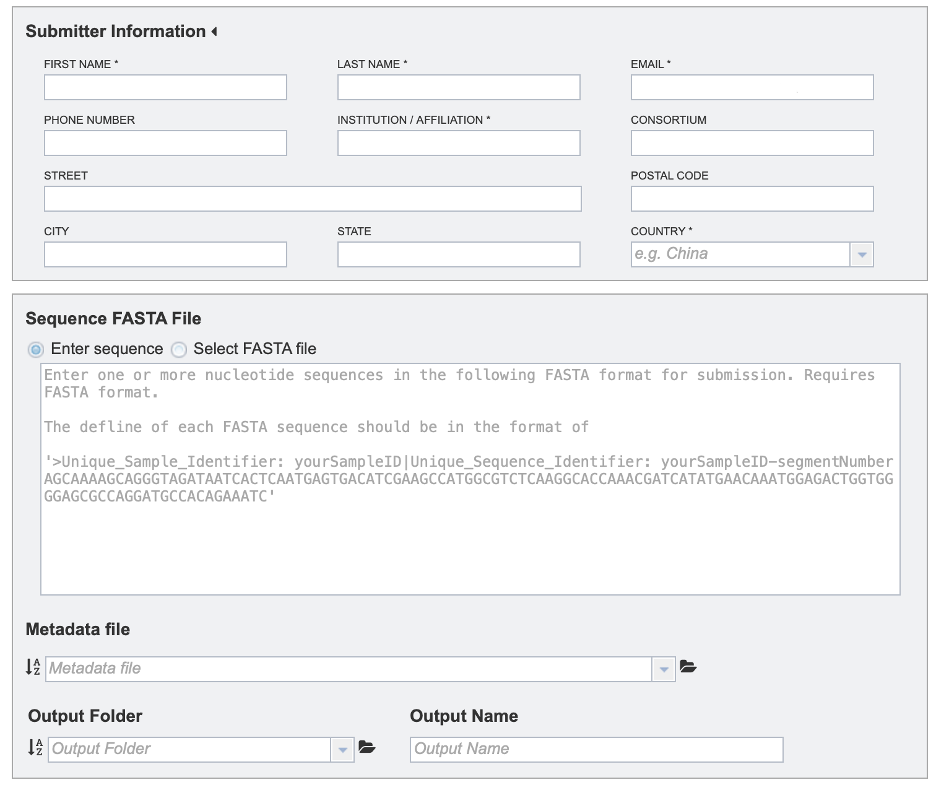 Submitter Information
FIRST NAME * LAST NAME * EMAIL *
PHONE NUMBER INSTITUTION / AFFILIATION * CONSORTIUM
STREET POSTAL CODE
CITY STATE COUNTRY *
e.g. China
Sequence FASTA File
Enter sequence Select FASTA file
Enter one or more nucleotide sequences in the following FASTA format for submission. Requires
FASTA format.
The defline of each FASTA sequence should be in the format of
'>Unique_Sample_Identifier: yourSampleID|Unique_Sequence_Identifier: yourSampleID-segmentNumber
AGCAAAAGCAGGGTAGATAATCACTCAATGAGTGACATCGAAGCCATGGCGTCTCAAGGCACCAAACGATCATATGAACAAATGGAGACTGGTGG
GGAGCGCCAGGATGCCACAGAAATC'
Metadata file
A
Z
Metadata file
Output Folder Output Name
A
Z
Output Folder Output Name